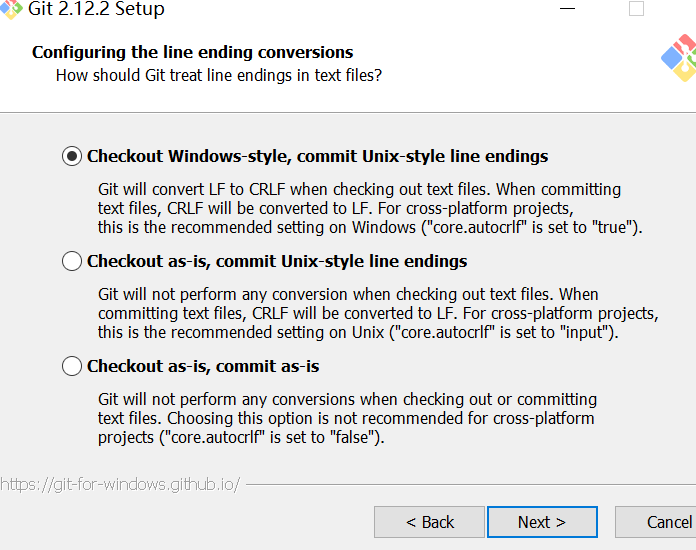 Git 2.12.2 Setup
Configuring the line ending conversions
How should Git treat line endings in text files?
Checkout Windows-style, commit Unix-style line endings
Git will convert LF to CRLF when checking out text files. When committing
text files, CRLF will be converted to LF. For cross-platform projects,
this is the recommended setting on Windows ("core.autocrlf" is set to "true").
Checkout as-is, commit Unix-style line endings
Git will not perform any conversion when checking out text files. When
committing text files, CRLF will be converted to LF. For cross-platform projects,
this is the recommended setting on Unix ("core.autocrlf" is set to "input").
Checkout as-is, commit as-is
Git will not perform any conversions when checking out or committing
text files. Choosing this option is not recommended for cross-platform
projects ("core.autocrlf" is set to "false").
https://git-for-windows.github.io/
< Back Next > Cancel